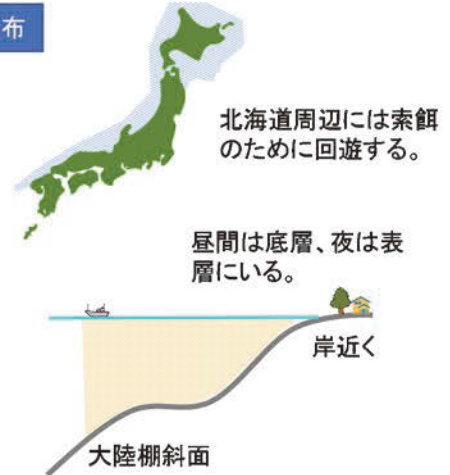 布
北海道周辺には索餌
のために回遊する。
昼間は底層、夜は表
層にいる。
岸近く
大陸棚斜面